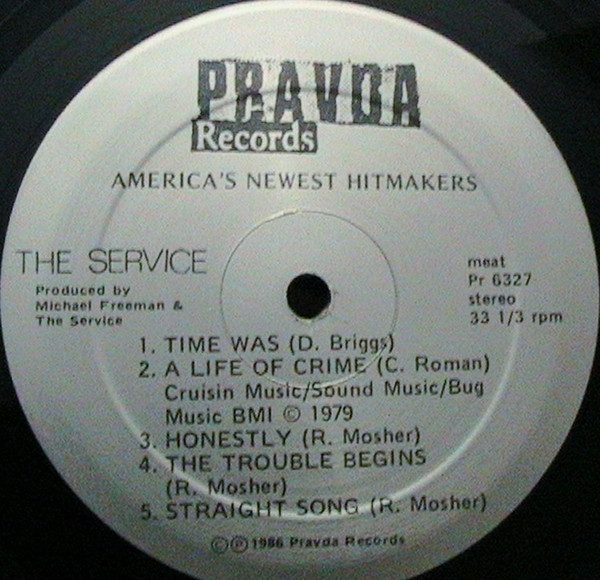 PRAVDA
Records
AMERICA'S NEWEST HITMAKERS
THE SERVICE
Produced by
Michael Freeman &
The Service
meat
Pr 6327
stereo
33 1/3 rpm
1. TIME WAS (D. Briggs)
2. A LIFE OF CRIME (C. Roman)
Cruisin Music/Sound Music/Bug
Music BMI © 1979
3. HONESTLY (R. Mosher)
4. THE TROUBLE BEGINS
(R. Mosher)
5. STRAIGHT SONG (R. Mosher)
©℗1986 Pravda Records